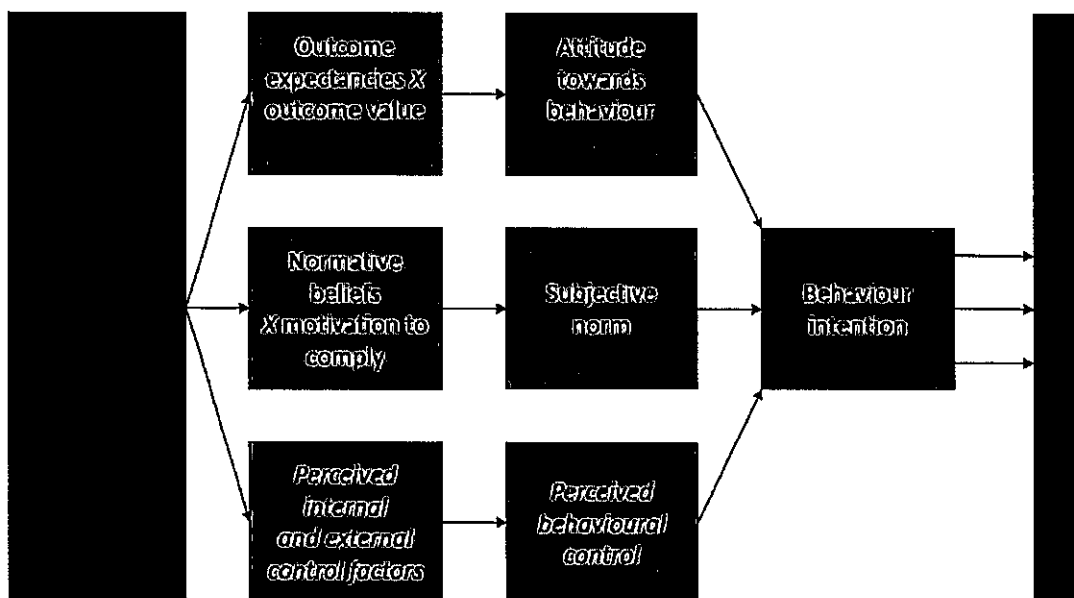 Outcome
expectancies X
outcome value
Attitude
towards
behaviour
Normative
beliefs
X motivation to
comply
Subjective
norm
Behaviour
intention
Perceived
internal
and external
control factors
Perceived
behavioural
control